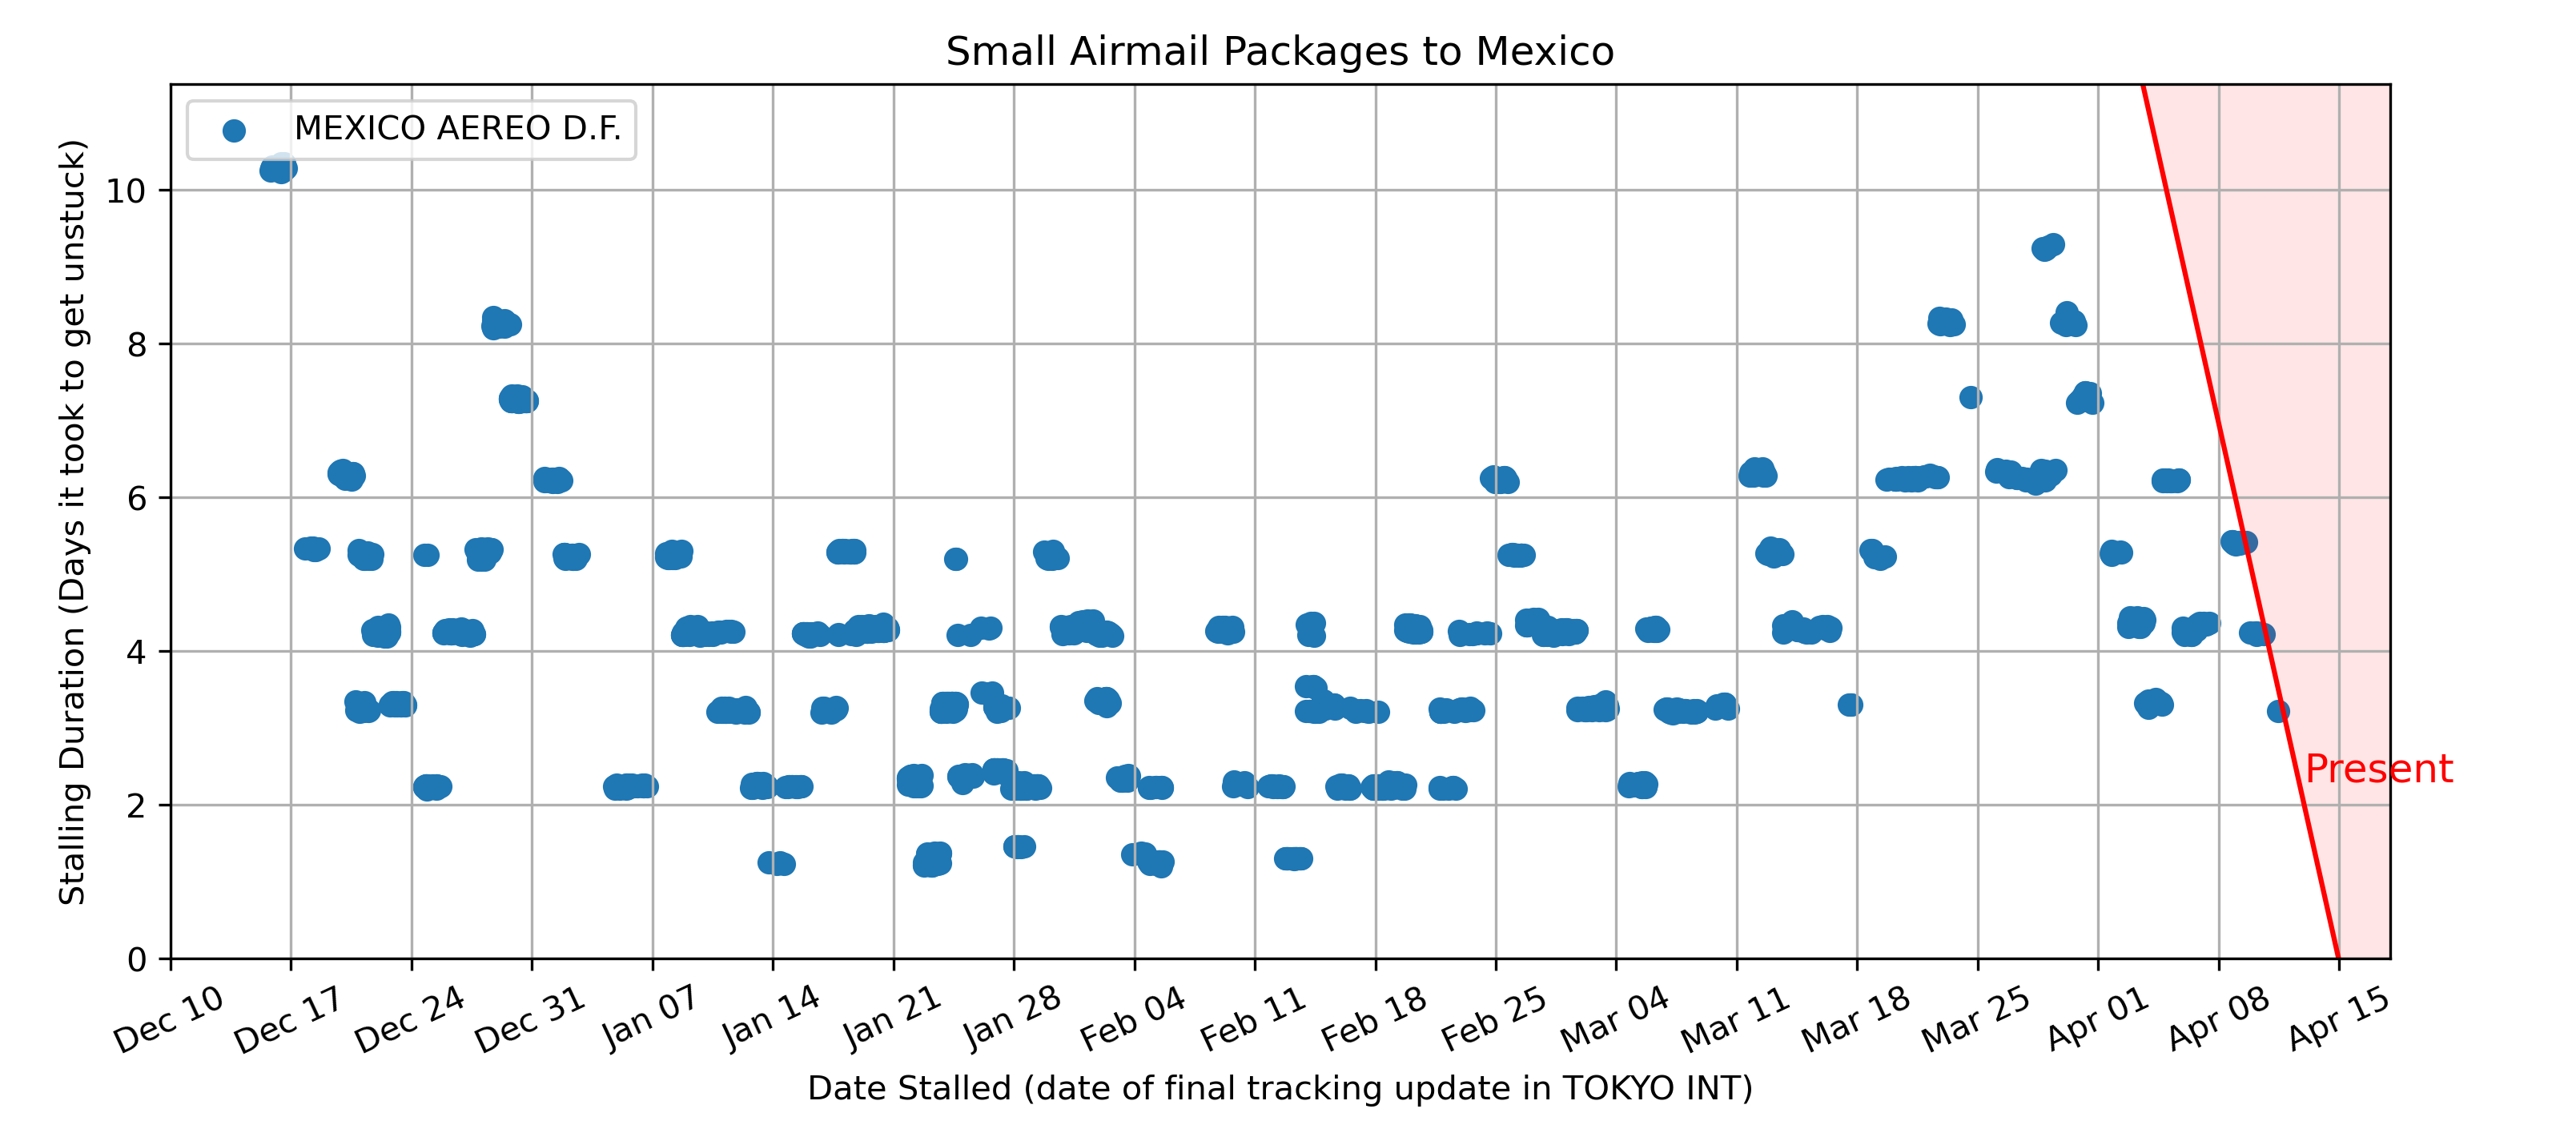 Small Airmail Packages to Mexico
MEXICO AEREO D.F.
Stalling Duration (Days it took to get unstuck)
10
8
6
4
2
0
Present
Dec 10
Dec 17
Dec 24
Dec 31
Jan 07
Jan 14
Jan 21
Jan 28
Feb 04
Feb 11
Feb 18
Feb 25
Mar 04
Mar 11
Mar 18
Mar 25
Apr 01
Apr 08
Apr 15
Date Stalled (date of final tracking update in TOKYO INT)